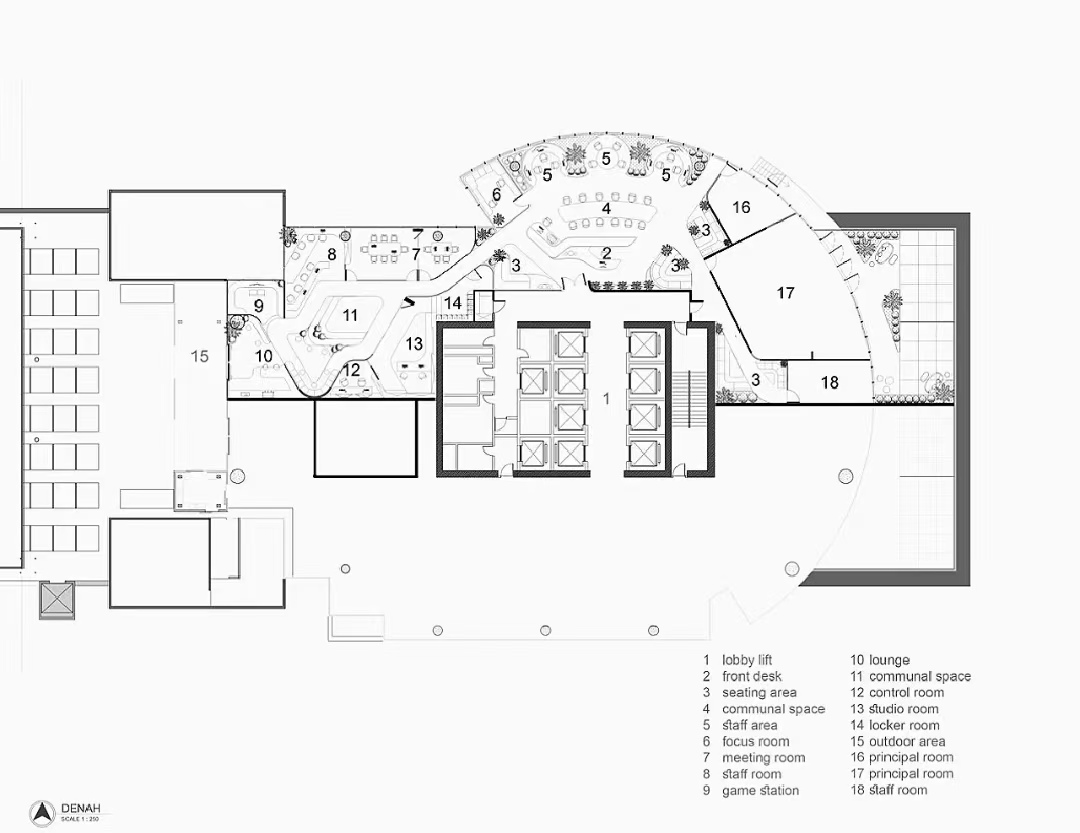 5
5
5
6
4
16
3
8
7
2
3
3
17
9
14
11
13
15
10
12
3
18
1
1 lobby lift
2 front desk
3 seating area
4 communal space
5 staff area
6 focus room
7 meeting room
8 staff room
9 game station
10 lounge
11 communal space
12 control room
13 studio room
14 locker room
15 outdoor area
16 principal room
17 principal room
18 staff room
DENAH
SCALE 1 : 250